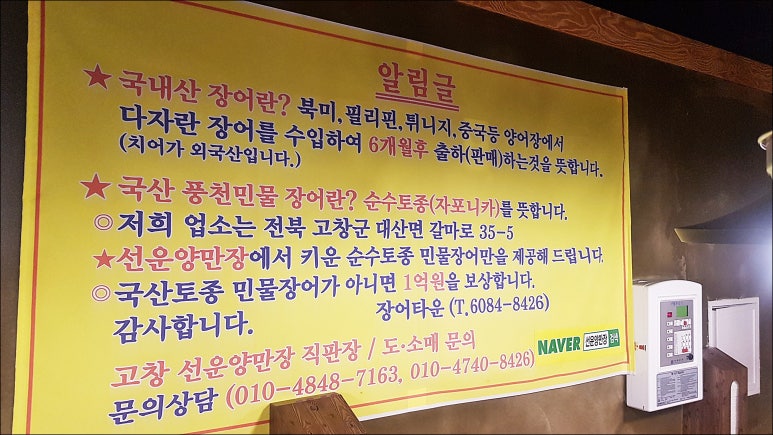 알림글
★ 국내산 장어란? 북미,필리핀,튀니지,중국등 양어장에서
다자란 장어를 수입하여 6개월후 출하(판매)하는것을 뜻합니다.
(치어가 외국산입니다.)
★ 국산 풍천민물 장어란? 순수토종(자포니카)를 뜻합니다.
◎ 저희 업소는 전북 고창군 대산면 갈마로 35-5
★선운양만장에서 키운 순수토종 민물장어만을 제공해 드립니다.
◎국산토종 민물장어가 아니면 1억원을 보상합니다.
감사합니다. 장어타운 (T.6084-8426)
고창 선운양만장 직판장 / 도·소매 문의
문의상담 (010-4848-7163, 010-4740-8426)
NAVER 선운양만장 검색